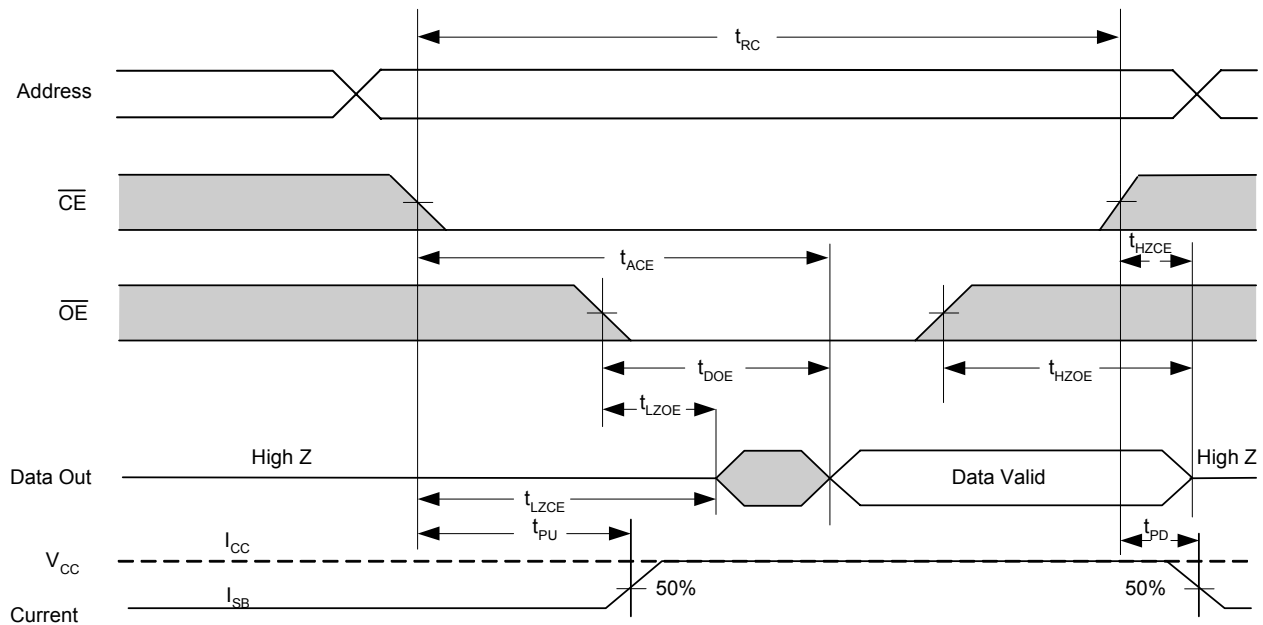 tRC
Address
CE
tHZCE
tACE
OE
tDOE
tHZOE
tLZOE
High Z
High Z
Data Out
Data Valid
tLZCE
tPU
tPD
ICC
VCC
50%
50%
ISB
Current